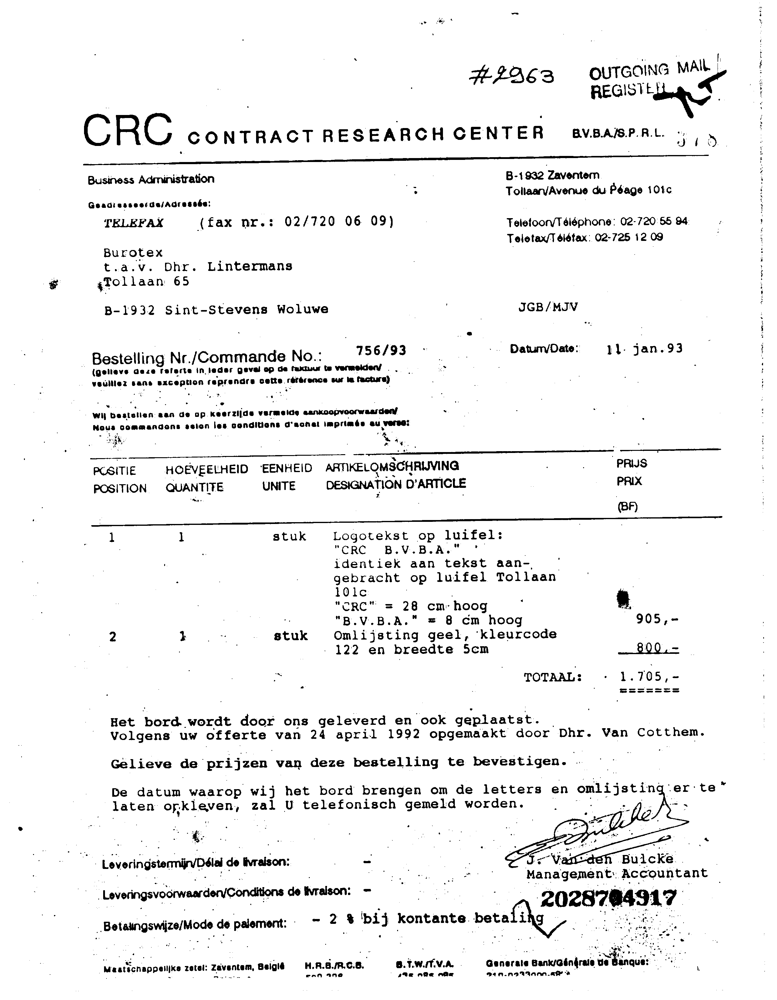 #2963
OUTGOING MAIL
REGISTER
CRC CONTRACT RESEARCH CENTER B.V.B.A./S.P.R.L.
Business Administration
B-1932 Zaventem
Tollaan/Avenue du Péage 101c
Geadresseerde/Adressée:
TELEFAX (fax nr.: 02/720 06 09)
Telefoon/Téléphone: 02-720 55 94
Telefax/Téléfax: 02-725 12 09
Burotex
t.a.v. Dhr. Lintermans
Tollaan 65
B-1932 Sint-Stevens Woluwe
JGB/MJV
Bestelling Nr./Commande No.: 756/93
Datum/Date: 11 jan.93
(gelieve deze referte in ieder geval op de faktuur te vermelden/
veuillez sans exception reprendre cette référence sur la facture)
Wij bestellen aan de op keerzijde vermelde aankoopvoorwaarden/
Nous commandons selon les conditions d'achat imprimés au verso:
POSITIE HOEVEELHEID EENHEID ARTIKELOMSCHRIJVING PRIJS
POSITION QUANTITE UNITE DESIGNATION D'ARTICLE PRIX
(BF)
1 1 stuk Logotekst op luifel:
"CRC B.V.B.A."
identiek aan tekst aan-
gebracht op luifel Tollaan
101c
"CRC" = 28 cm hoog
"B.V.B.A." = 8 cm hoog 905,-
2 1 stuk Omlijsting geel, kleurcode
122 en breedte 5cm 800,-
TOTAAL: 1.705,-
=======
Het bord wordt door ons geleverd en ook geplaatst.
Volgens uw offerte van 24 april 1992 opgemaakt door Dhr. Van Cotthem.
Gelieve de prijzen van deze bestelling te bevestigen.
De datum waarop wij het bord brengen om de letters en omlijsting er te
laten opkleven, zal U telefonisch gemeld worden.
Leveringstermijn/Délai de livraison: -
J. Van den Bulcke
Management Accountant
Leveringsvoorwaarden/Conditions de livraison: -
2028704917
Betalingswijze/Mode de paiement: - 2 % bij kontante betaling
Maatschappelijke zetel: Zaventem, België H.R.B./R.C.B. B.T.W./T.V.A. Generale Bank/Générale de Banque: